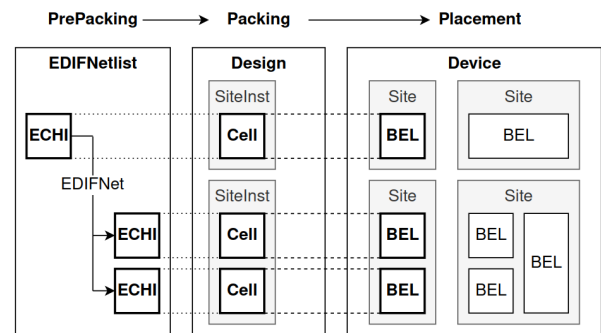 PrePacking Packing Placement
EDIFNetlist Design Device
SiteInst Site Site
ECHI Cell BEL BEL
EDIFNet
SiteInst Site Site
ECHI Cell BEL BEL
BEL
ECHI Cell BEL BEL